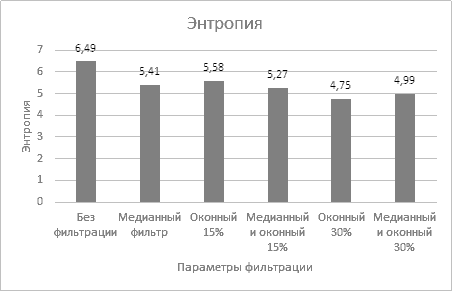 Энтропия
Энтропия
7
6
5
4
3
2
1
0
6,49
5,41
5,58
5,27
4,75
4,99
Без
фильтрации
Медианный
фильтр
Оконный
15%
Медианный
и оконный
15%
Оконный
30%
Медианный
и оконный
30%
Параметры фильтрации